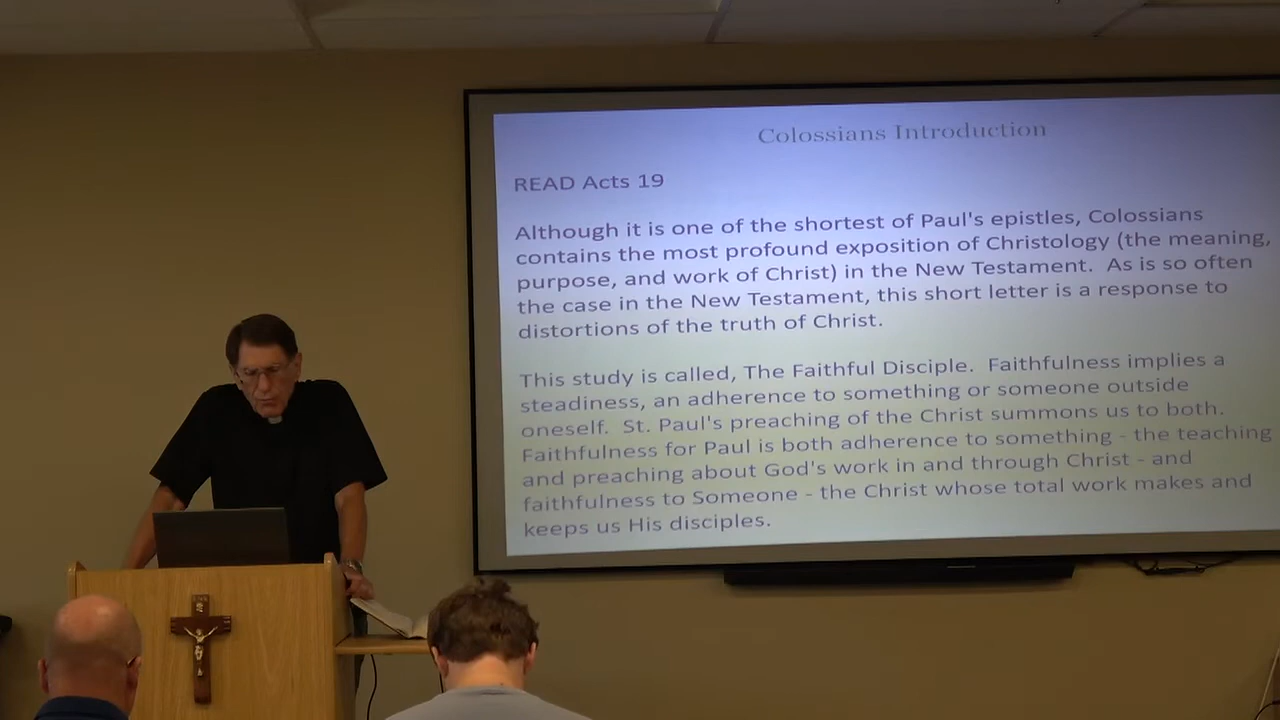 Colossians Introduction
READ Acts 19
Although it is one of the shortest of Paul's epistles, Colossians
contains the most profound exposition of Christology (the meaning,
purpose, and work of Christ) in the New Testament.  As is so often
the case in the New Testament, this short letter is a response to
distortions of the truth of Christ.
This study is called, The Faithful Disciple.  Faithfulness implies a
steadiness, an adherence to something or someone outside
oneself.  St. Paul's preaching of the Christ summons us to both.
Faithfulness for Paul is both adherence to something - the teaching
and preaching about God's work in and through Christ - and
faithfulness to Someone - the Christ whose total work makes and
keeps us His disciples.